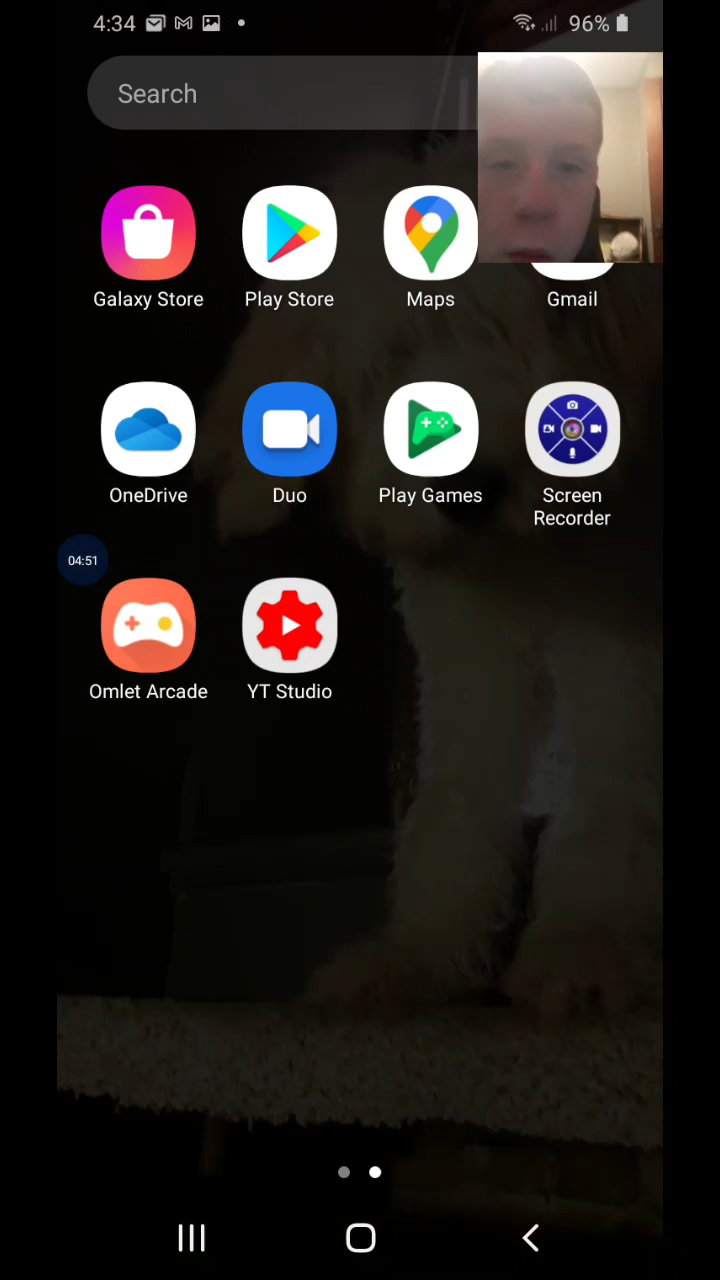 4:34
96%
Search
Galaxy Store
Play Store
Maps
Gmail
OneDrive
Duo
Play Games
Screen
Recorder
04:51
Omlet Arcade
YT Studio